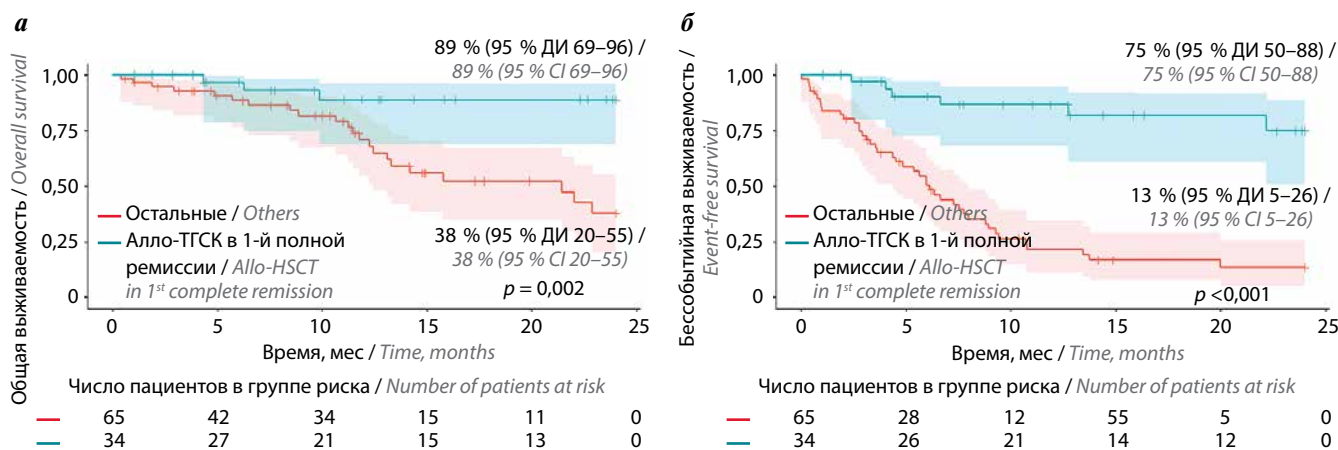 а
Общая выживаемость / Overall survival
89 % (95 % ДИ 69–96) /
89 % (95 % CI 69–96)
1,00
0,75
0,50
0,25
0
Остальные / Others
Алло-ТГСК в 1-й полной
ремиссии / Allo-HSCT
in 1st complete remission
38 % (95 % ДИ 20–55) /
38 % (95 % CI 20–55)
p = 0,002
0 5 10 15 20 25
Время, мес / Time, months
Число пациентов в группе риска / Number of patients at risk
65 42 34 15 11 0
34 27 21 15 13 0
б
Бессобытийная выживаемость /
Event-free survival
75 % (95 % ДИ 50–88) /
75 % (95 % CI 50–88)
1,00
0,75
0,50
0,25
0
Остальные / Others
Алло-ТГСК в 1-й полной
ремиссии / Allo-HSCT
in 1st complete remission
13 % (95 % ДИ 5–26) /
13 % (95 % CI 5–26)
p <0,001
0 5 10 15 20 25
Время, мес / Time, months
Число пациентов в группе риска / Number of patients at risk
65 28 12 55 5 0
34 26 21 14 12 0